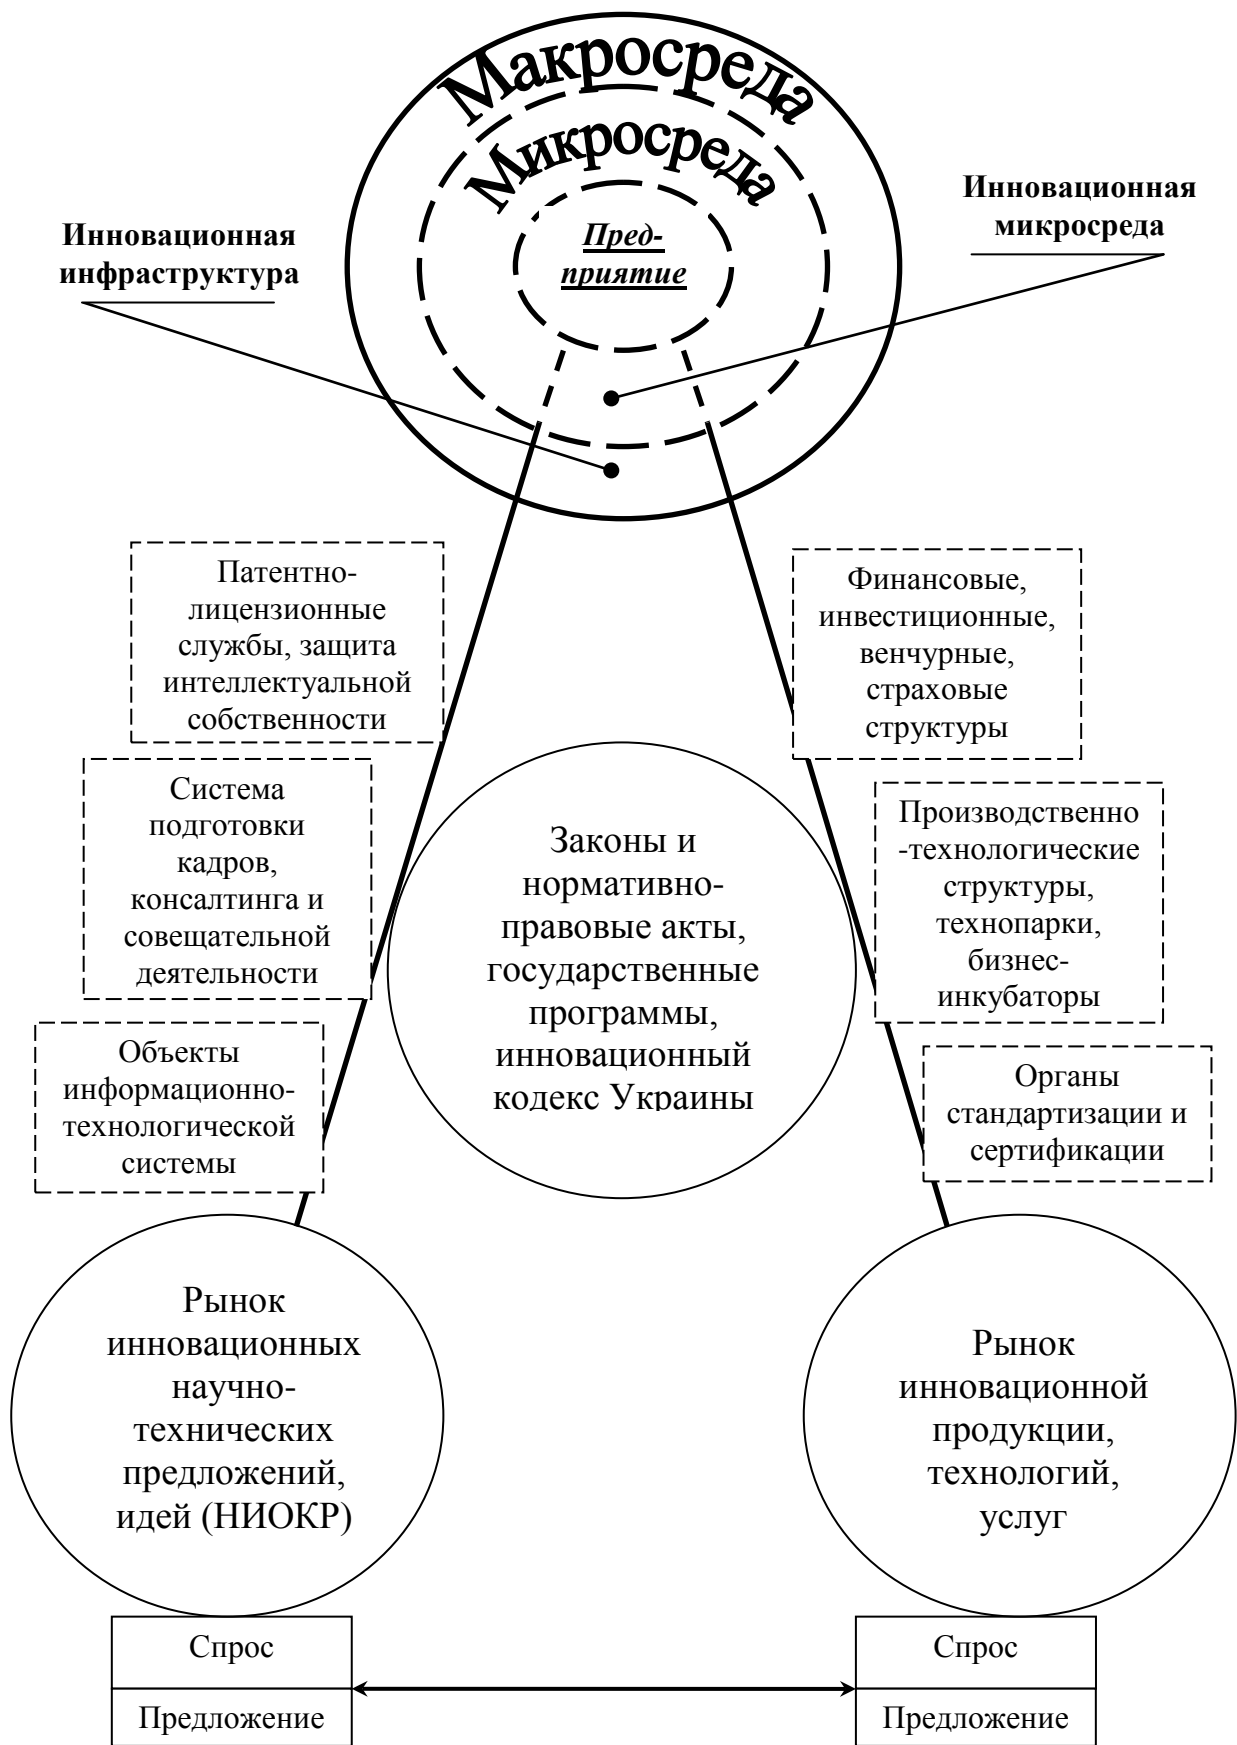 Макросреда
Микросреда
Пред-
приятие
Инновационная
инфраструктура
Инновационная
микросреда
Патентно-
лицензионные
службы, защита
интеллектуальной
собственности
Финансовые,
инвестиционные,
венчурные,
страховые
структуры
Система
подготовки
кадров,
консалтинга и
совещательной
деятельности
Законы и
нормативно-
правовые акты,
государственные
программы,
инновационный
кодекс Украины
Производственно
-технологические
структуры,
технопарки,
бизнес-
инкубаторы
Объекты
информационно-
технологической
системы
Органы
стандартизации и
сертификации
Рынок
инновационных
научно-
технических
предложений,
идей (НИОКР)
Рынок
инновационной
продукции,
технологий,
услуг
Спрос
Предложение
Спрос
Предложение